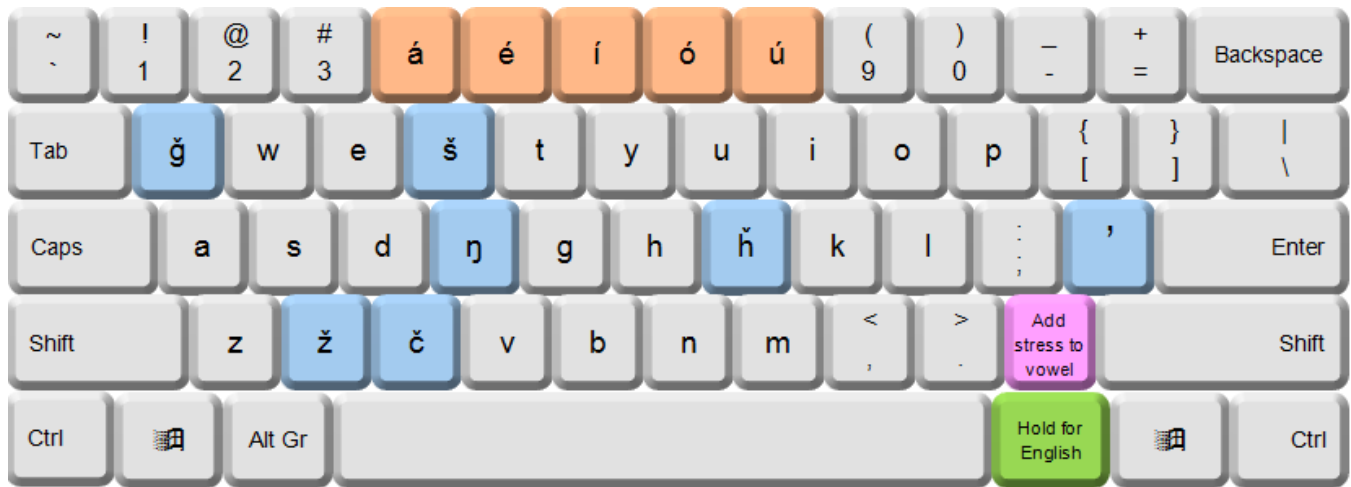 ~ ! @ # á é í ó ú ( ) _ + Backspace
` 1 2 3 9 0 - =
Tab ǧ w e š t y u i o p { } |
[ ] \
Caps a s d ŋ g h ȟ k l : ʼ Enter
;
Shift z ž č v b n m < > Add stress to vowel Shift
, .
Ctrl Alt Gr Hold for English Ctrl